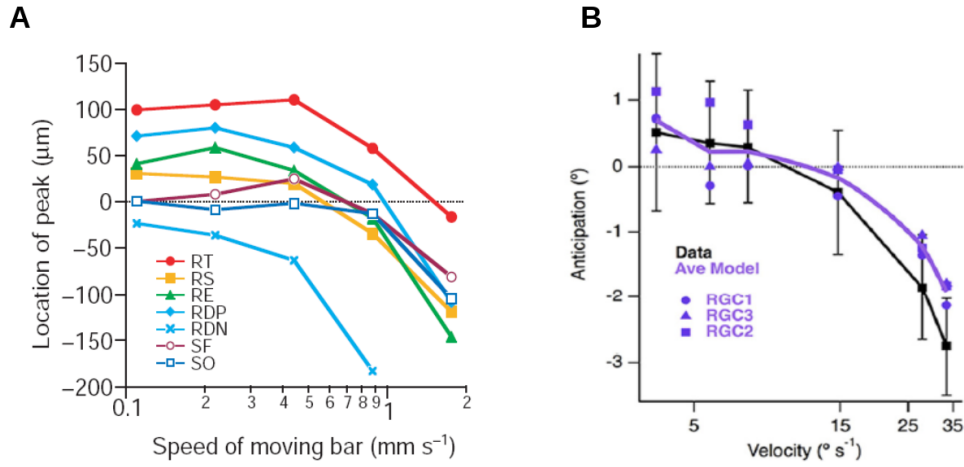 A
Location of peak (μm)
150
100
50
0
−50
−100
−150
−200
RT
RS
RE
RDP
RDN
SF
SO
0.1 2 3 4 5 6 7 8 9 1 2
Speed of moving bar (mm s⁻¹)
B
Anticipation (º)
1
0
-1
-2
-3
Data
Ave Model
RGC1
RGC3
RGC2
5 15 25 35
Velocity (º s⁻¹)